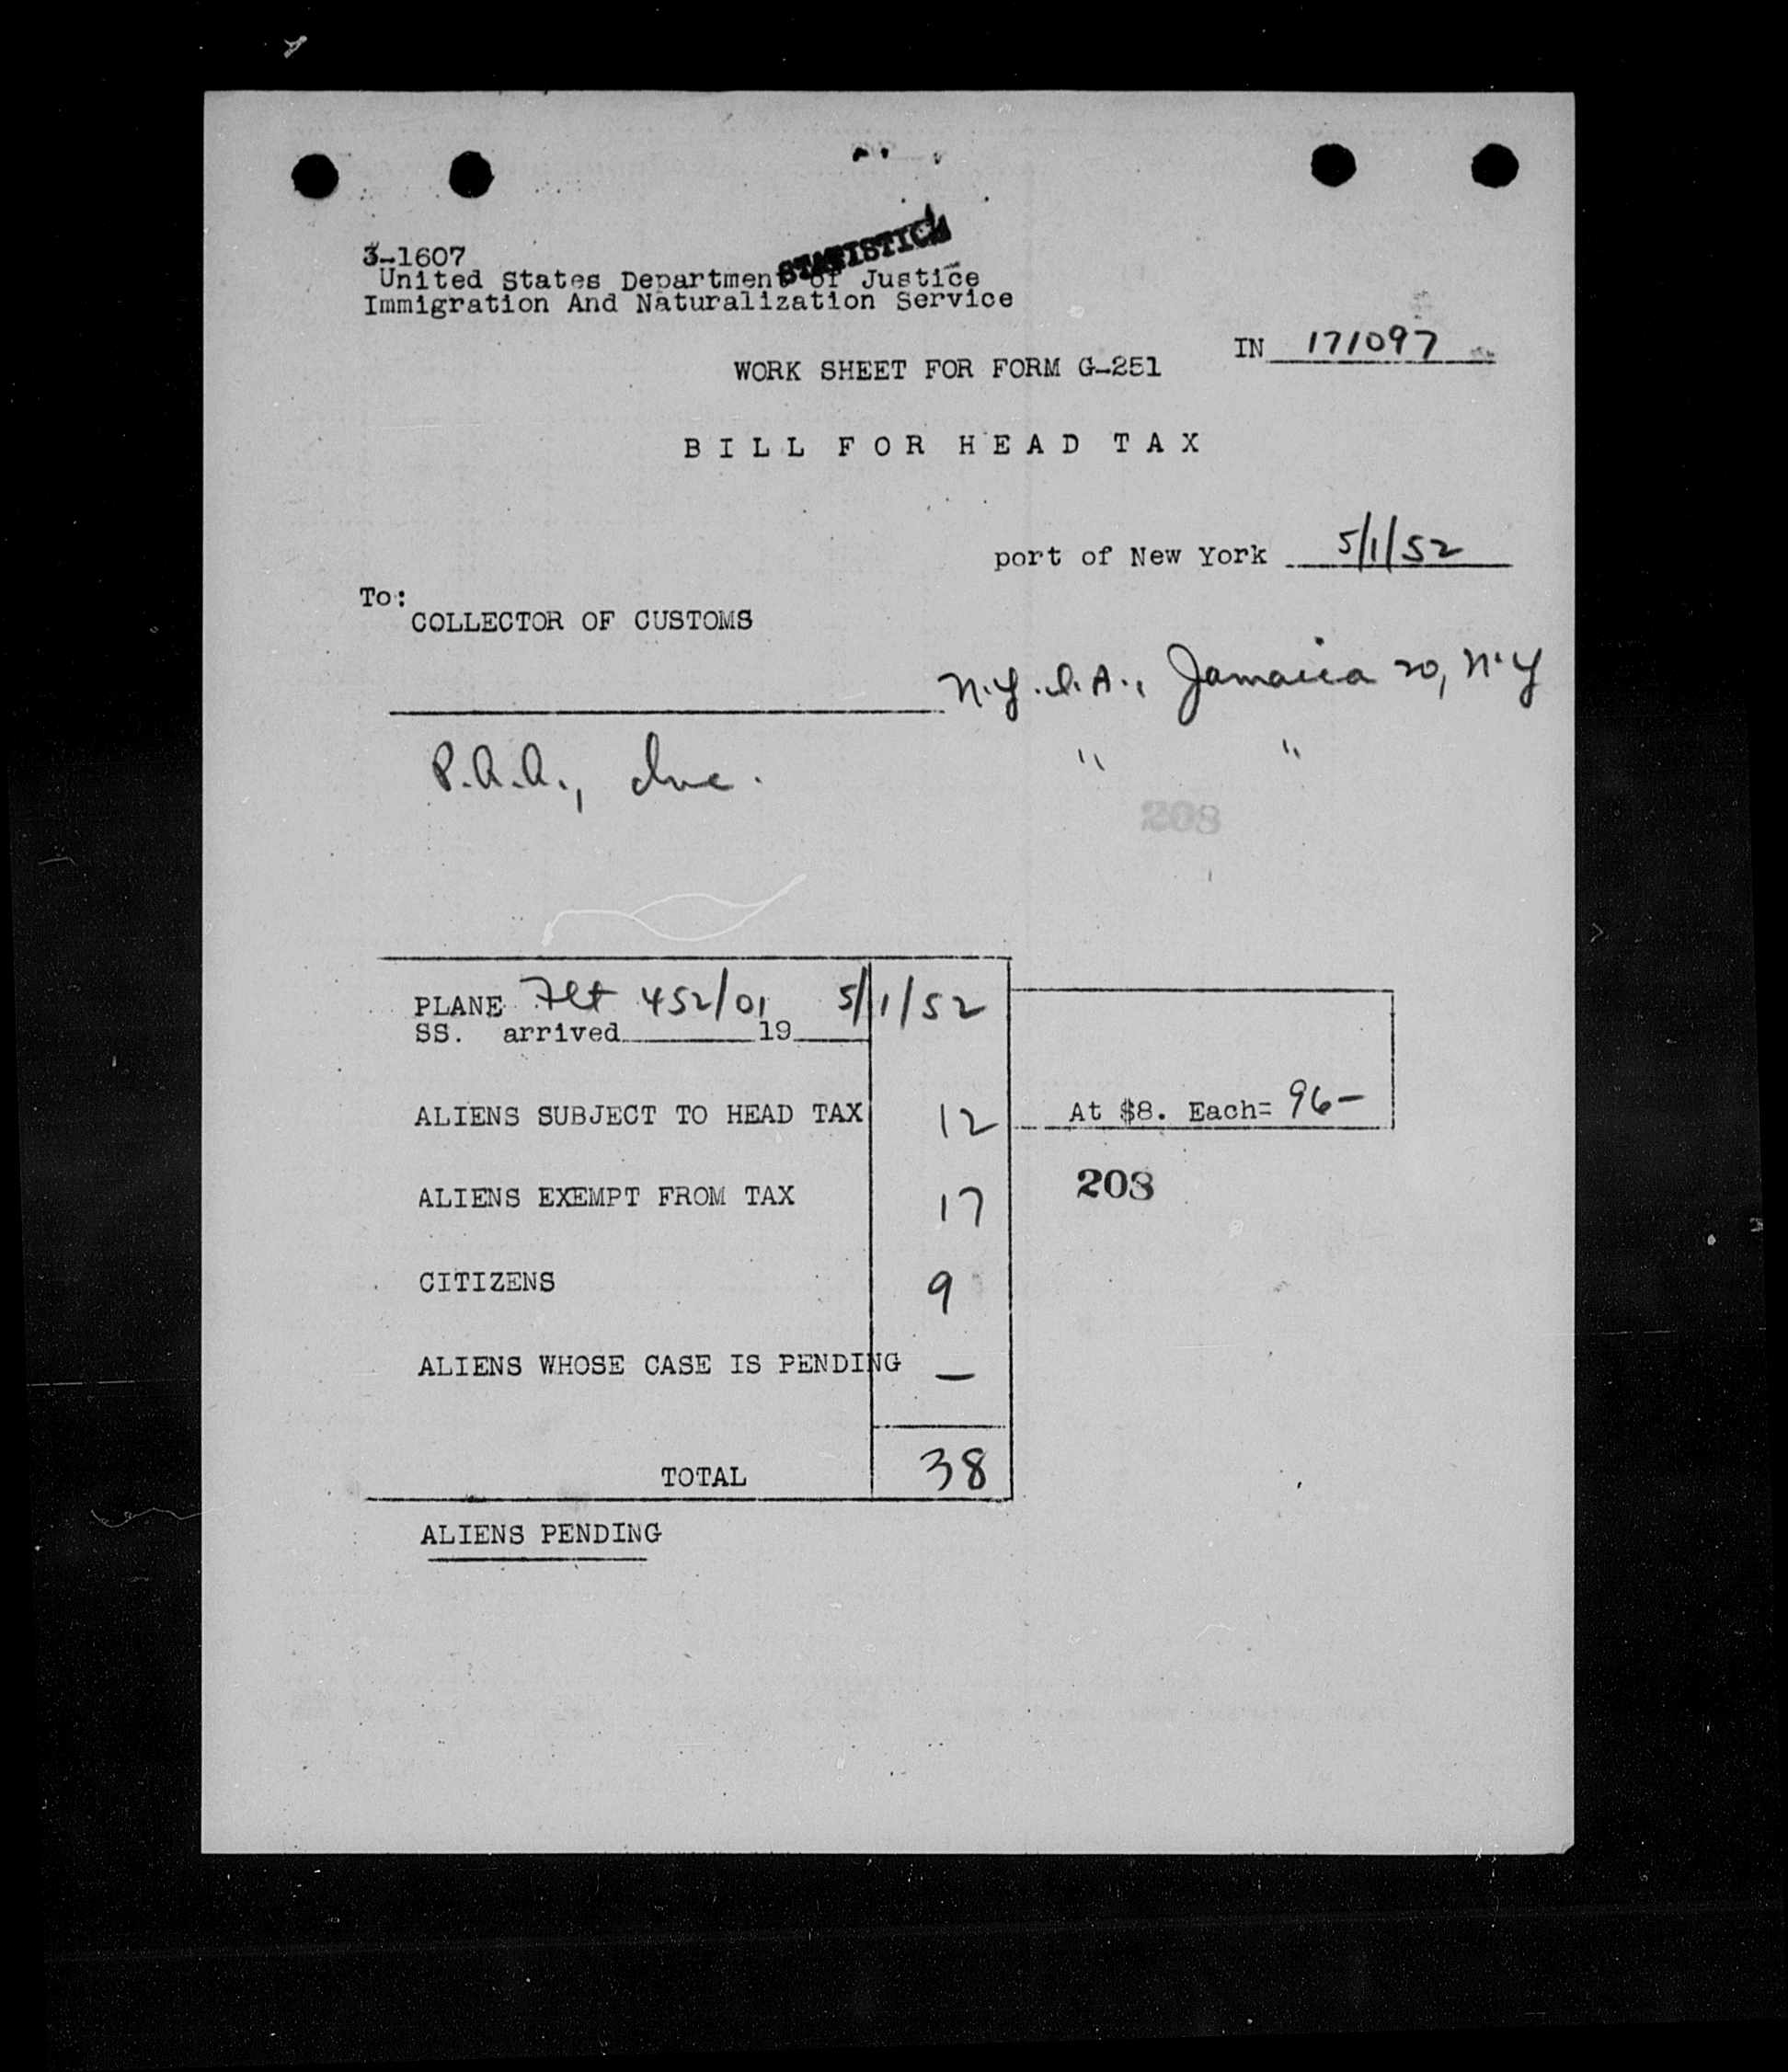 STATISTICS
3-1607
United States Department of Justice
Immigration And Naturalization Service
IN 171097
WORK SHEET FOR FORM G-251
BILL FOR HEAD TAX
port of New York 5/1/52
To:
COLLECTOR OF CUSTOMS
N.Y.I.A., Jamaica 20, N.Y
P.A.A., Inc. " "
208
PLANE Flt 452/01 5/1/52
SS. arrived 19
ALIENS SUBJECT TO HEAD TAX 12 At $8. Each= 96-
208
ALIENS EXEMPT FROM TAX 17
CITIZENS 9
ALIENS WHOSE CASE IS PENDING —
TOTAL 38
ALIENS PENDING